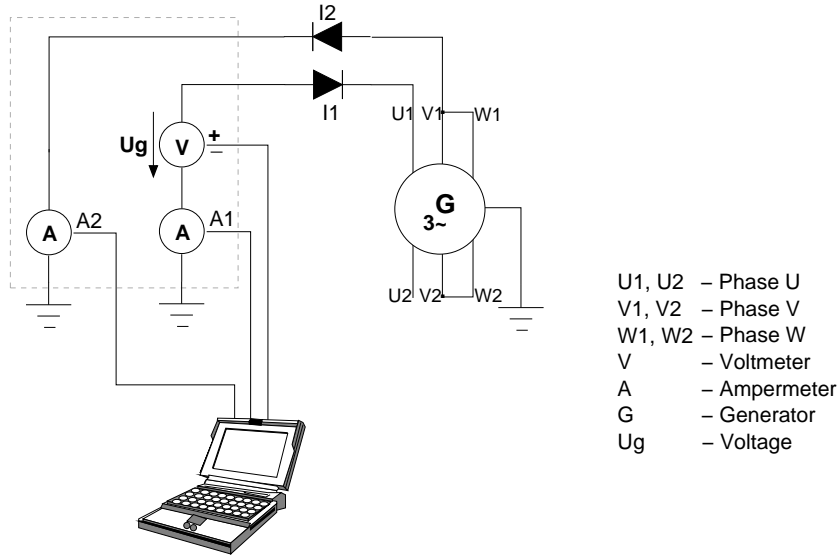 I2
I1
U1 V1 W1
Ug V + –
G
3~
A A2 A A1
U2 V2 W2
U1, U2 – Phase U
V1, V2 – Phase V
W1, W2 – Phase W
V – Voltmeter
A – Ampermeter
G – Generator
Ug – Voltage